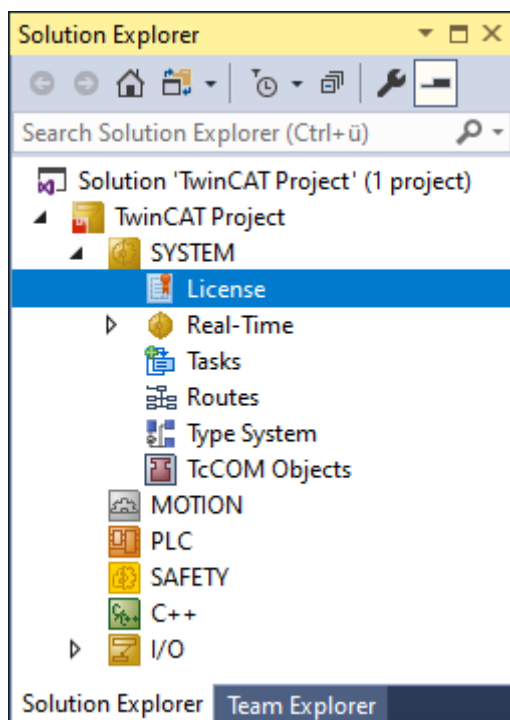 Solution Explorer
Search Solution Explorer (Ctrl+ü)
Solution 'TwinCAT Project' (1 project)
TwinCAT Project
SYSTEM
License
Real-Time
Tasks
Routes
Type System
TcCOM Objects
MOTION
PLC
SAFETY
C++
I/O
Solution Explorer Team Explorer